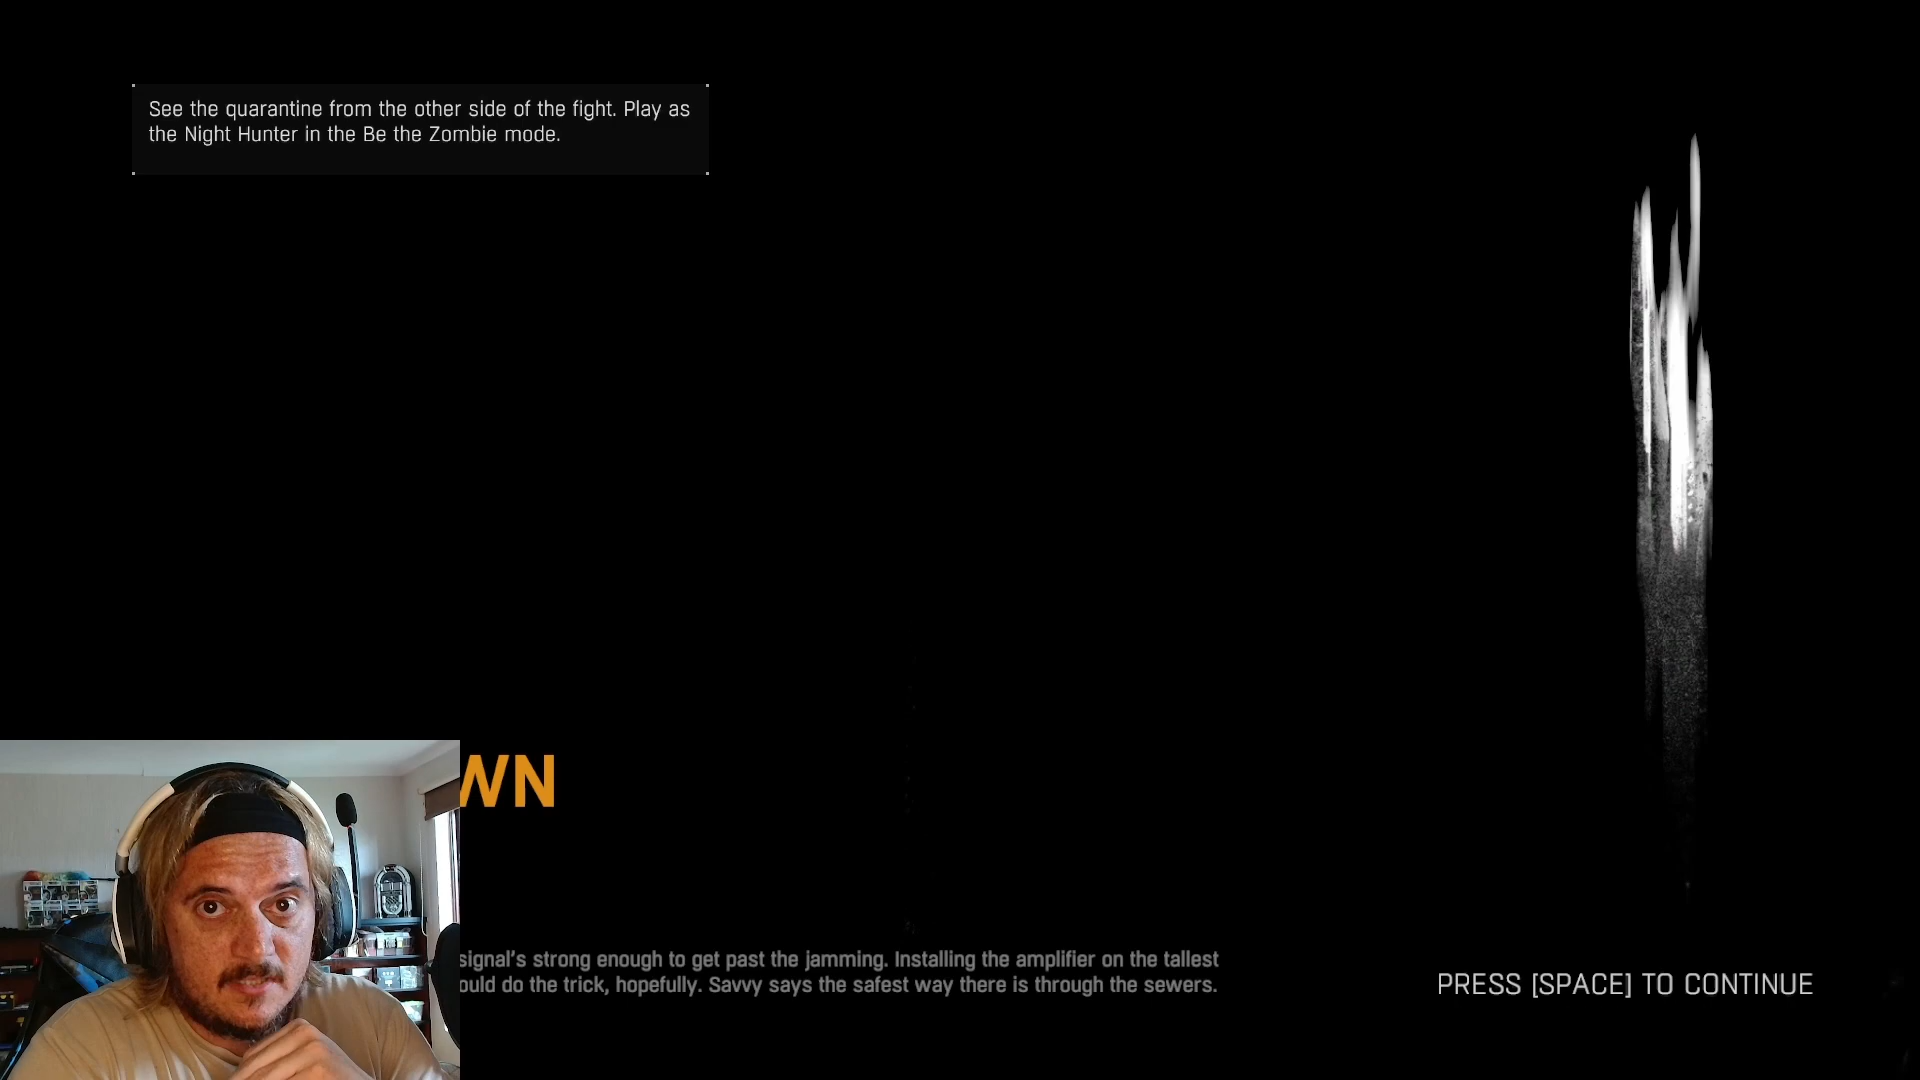 See the quarantine from the other side of the fight. Play as
the Night Hunter in the Be the Zombie mode.
WN
signal's strong enough to get past the jamming. Installing the amplifier on the tallest
ould do the trick, hopefully. Savvy says the safest way there is through the sewers.
PRESS [SPACE] TO CONTINUE